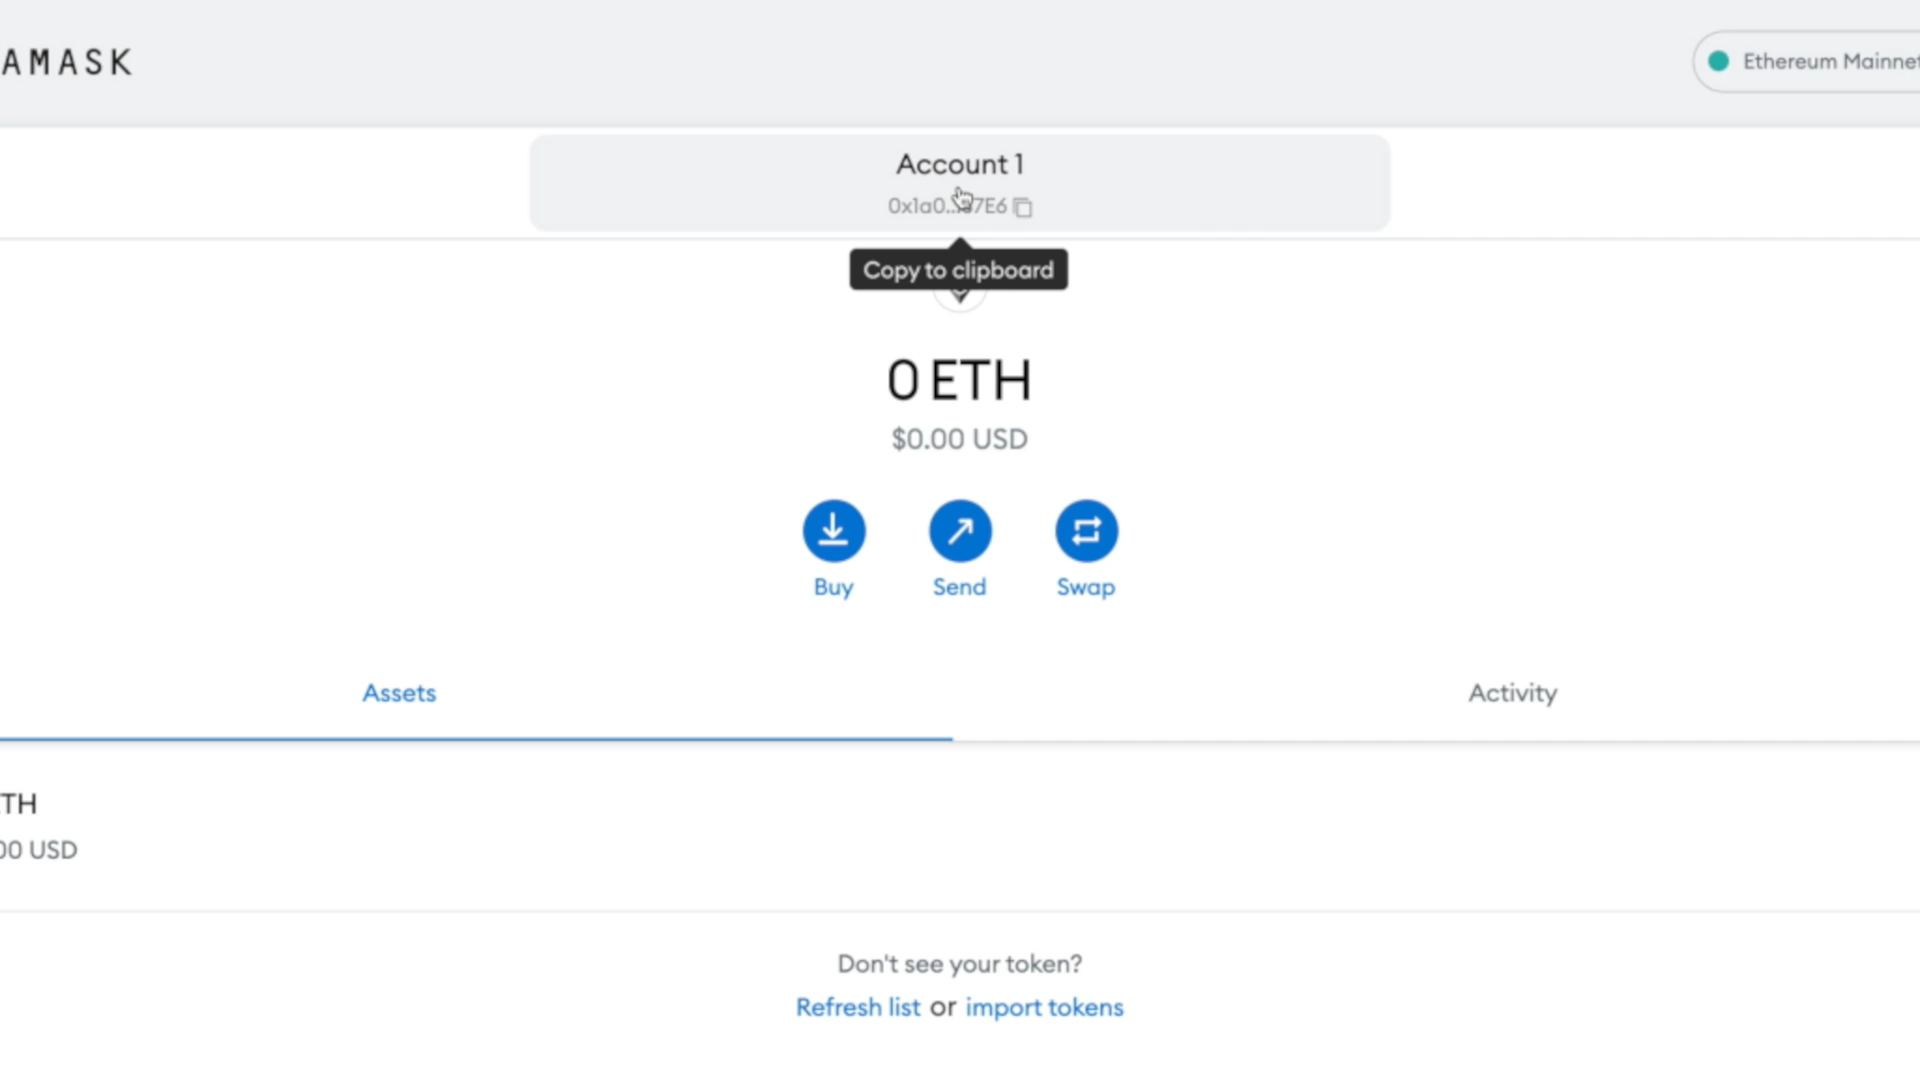 AMASK
Ethereum Mainnet
Account 1
0x1a0...37E6
Copy to clipboard
0 ETH
$0.00 USD
Buy
Send
Swap
Assets
Activity
TH
00 USD
Don't see your token?
Refresh list or import tokens